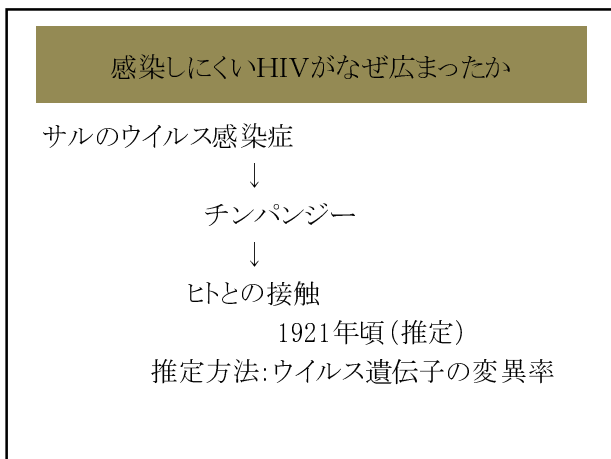 感染しにくいHIVがなぜ広まったか
サルのウイルス感染症
↓
チンパンジー
↓
ヒトとの接触
1921年頃(推定)
推定方法:ウイルス遺伝子の変異率